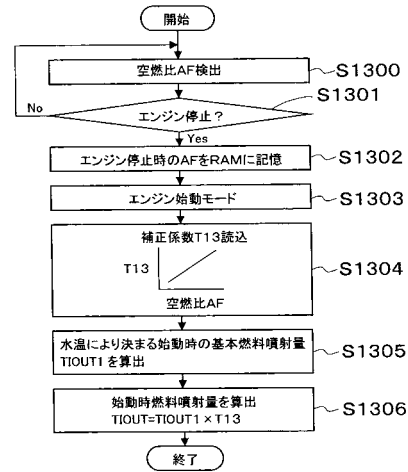 開始
空燃比AF検出
S1300
エンジン停止?
S1301
No
Yes
エンジン停止時のAFをRAMに記憶
S1302
エンジン始動モード
S1303
補正係数T13読込
T13
空燃比AF
S1304
水温により決まる始動時の基本燃料噴射量
TIOUT1を算出
S1305
始動時燃料噴射量を算出
TIOUT=TIOUT1×T13
S1306
終了